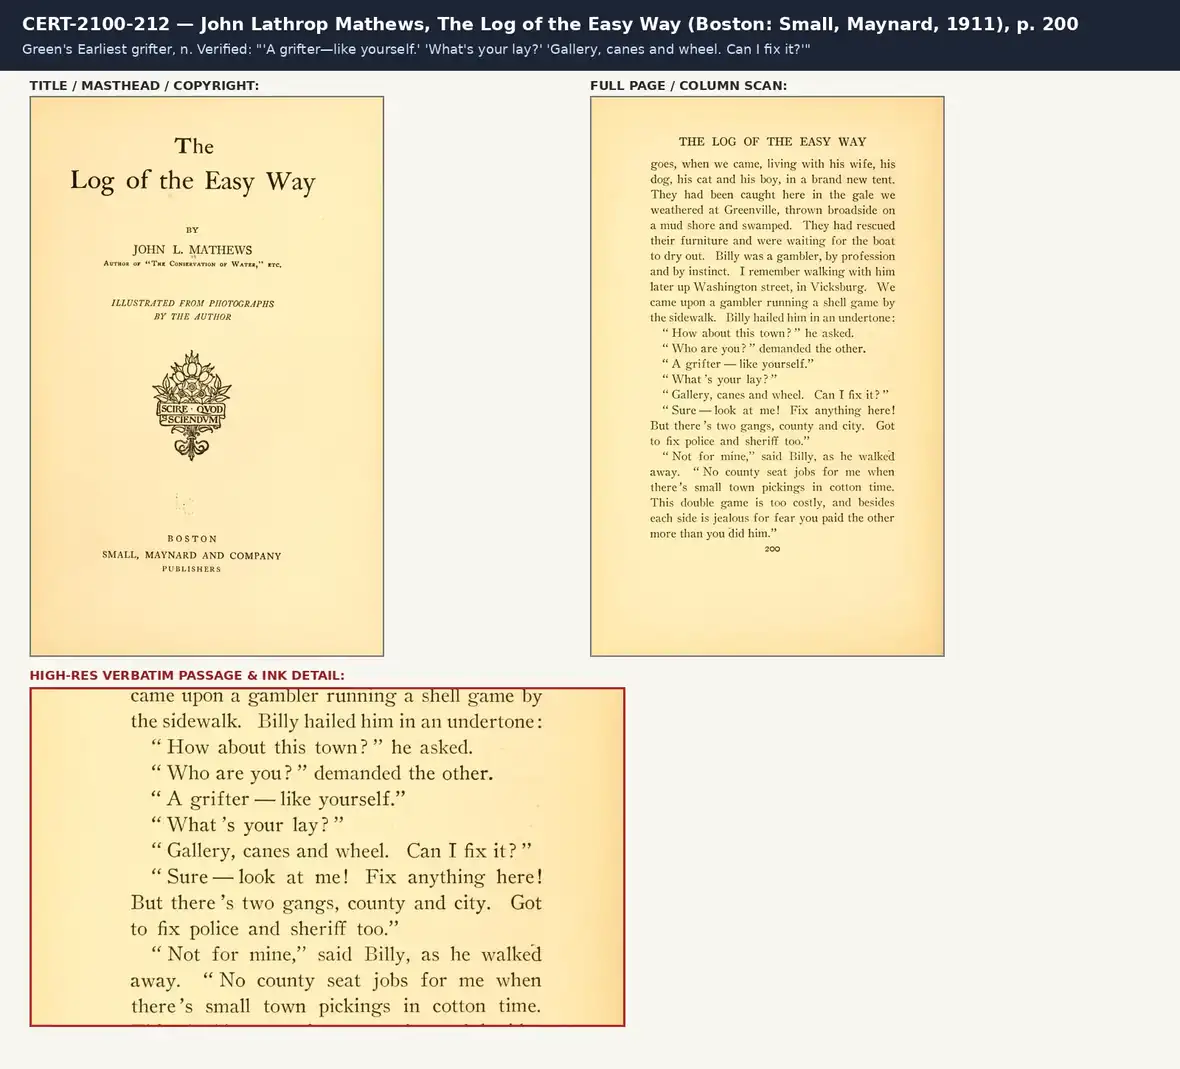 CERT-2100-212 — John Lathrop Mathews, The Log of the Easy Way (Boston: Small, Maynard, 1911), p. 200
Green's Earliest grifter, n. Verified: "'A grifter—like yourself.' 'What's your lay?' 'Gallery, canes and wheel. Can I fix it?'"
TITLE / MASTHEAD / COPYRIGHT:
The
Log of the Easy Way
BY
JOHN L. MATHEWS
AUTHOR OF “THE CONSERVATION OF WATER,” ETC.
ILLUSTRATED FROM PHOTOGRAPHS
BY THE AUTHOR
SCIRE · QVOD
SCIENDVM
BOSTON
SMALL, MAYNARD AND COMPANY
PUBLISHERS
FULL PAGE / COLUMN SCAN:
THE LOG OF THE EASY WAY
goes, when we came, living with his wife, his
dog, his cat and his boy, in a brand new tent.
They had been caught here in the gale we
weathered at Greenville, thrown broadside on
a mud shore and swamped. They had rescued
their furniture and were waiting for the boat
to dry out. Billy was a gambler, by profession
and by instinct. I remember walking with him
later up Washington street, in Vicksburg. We
came upon a gambler running a shell game by
the sidewalk. Billy hailed him in an undertone:
“ How about this town? ” he asked.
“ Who are you? ” demanded the other.
“ A grifter — like yourself.”
“ What 's your lay? ”
“ Gallery, canes and wheel. Can I fix it? ”
“ Sure — look at me! Fix anything here!
But there 's two gangs, county and city. Got
to fix police and sheriff too.”
“ Not for mine,” said Billy, as he walked
away. “ No county seat jobs for me when
there's small town pickings in cotton time.
This double game is too costly, and besides
each side is jealous for fear you paid the other
more than you did him.”
200
HIGH-RES VERBATIM PASSAGE & INK DETAIL:
came upon a gambler running a shell game by
the sidewalk. Billy hailed him in an undertone:
“ How about this town? ” he asked.
“ Who are you? ” demanded the other.
“ A grifter — like yourself.”
“ What 's your lay? ”
“ Gallery, canes and wheel. Can I fix it? ”
“ Sure — look at me! Fix anything here!
But there 's two gangs, county and city. Got
to fix police and sheriff too.”
“ Not for mine,” said Billy, as he walked
away. “ No county seat jobs for me when
there's small town pickings in cotton time.